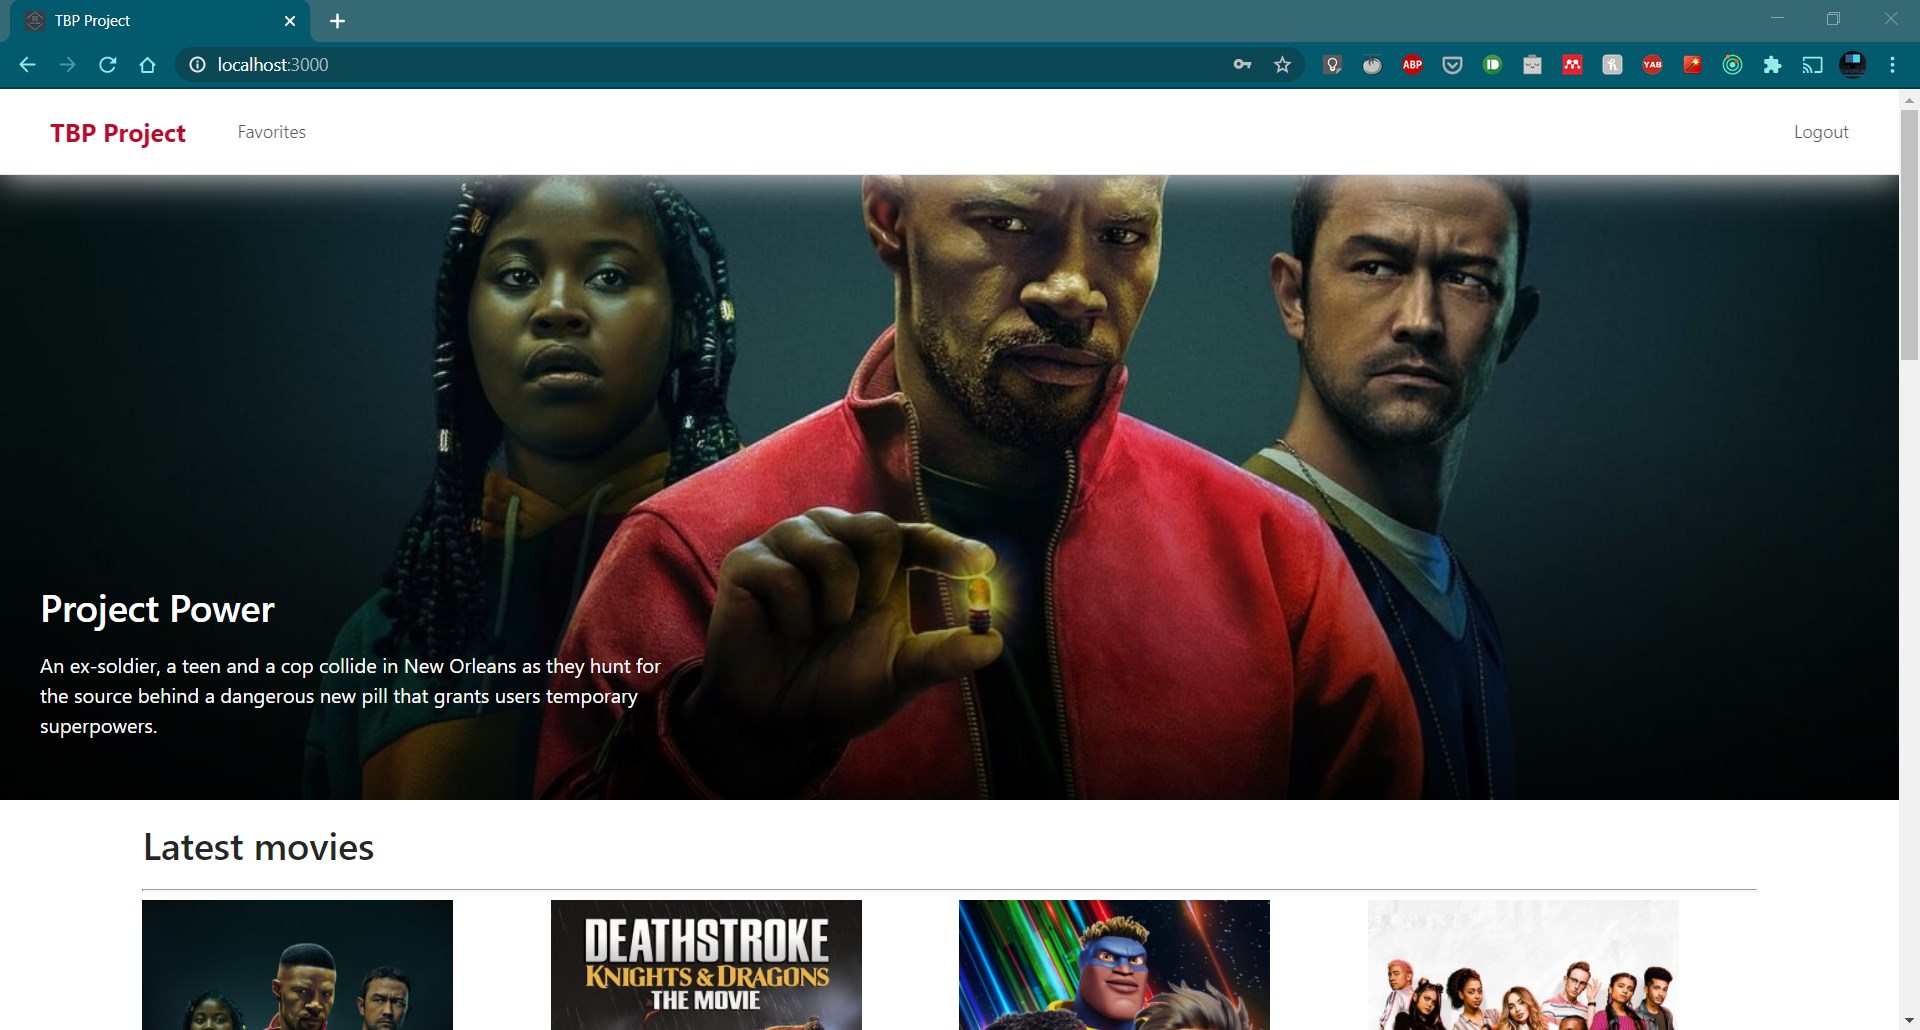 TBP Project
localhost:3000
ABP
YAB
TBP Project
Favorites
Logout
Project Power
An ex-soldier, a teen and a cop collide in New Orleans as they hunt for
the source behind a dangerous new pill that grants users temporary
superpowers.
Latest movies
DEATHSTROKE
KNIGHTS & DRAGONS
THE MOVIE